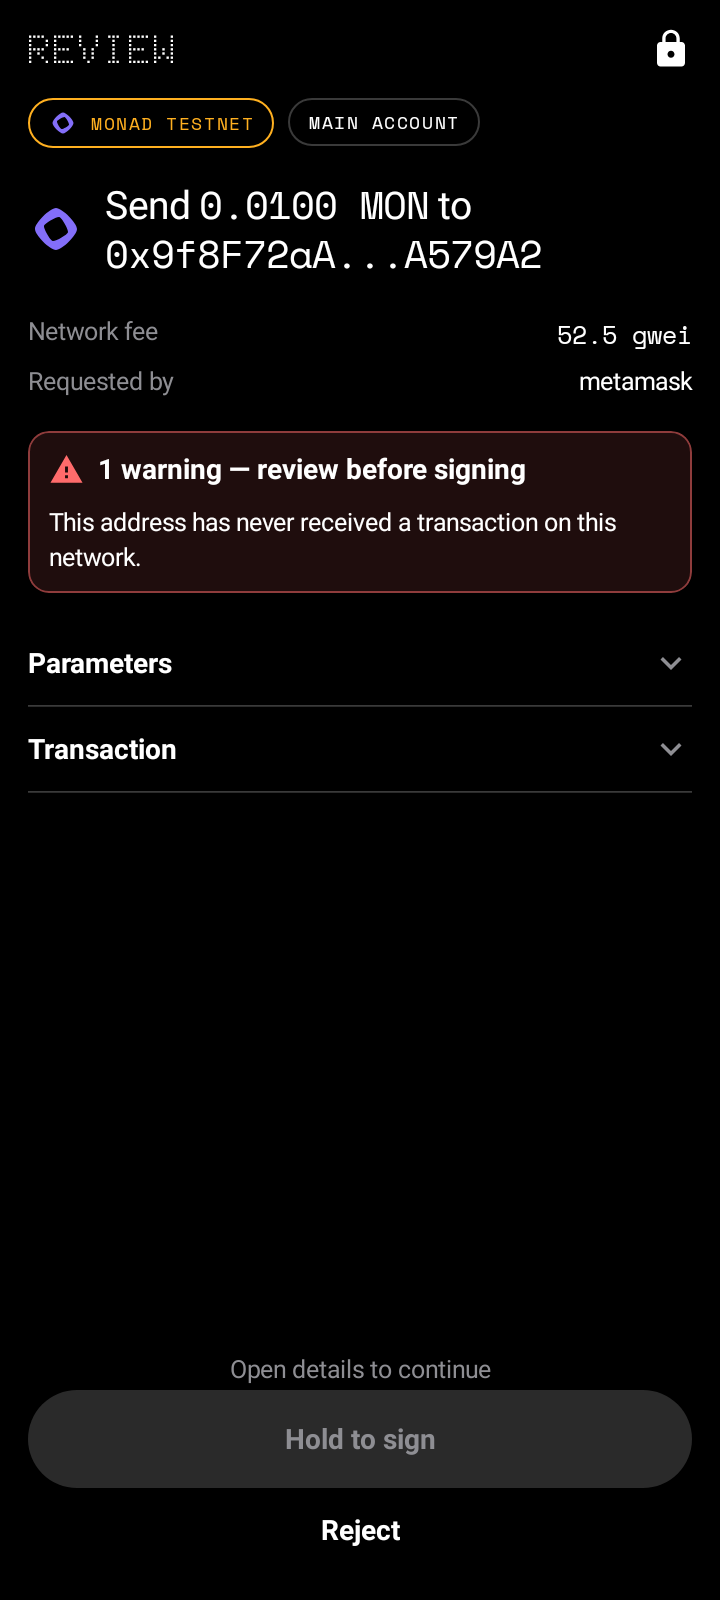 REVIEW
MONAD TESTNET
MAIN ACCOUNT
Send 0.0100 MON to
0x9f8F72aA...A579A2
Network fee
52.5 gwei
Requested by
metamask
1 warning — review before signing
This address has never received a transaction on this
network.
Parameters
Transaction
Open details to continue
Hold to sign
Reject